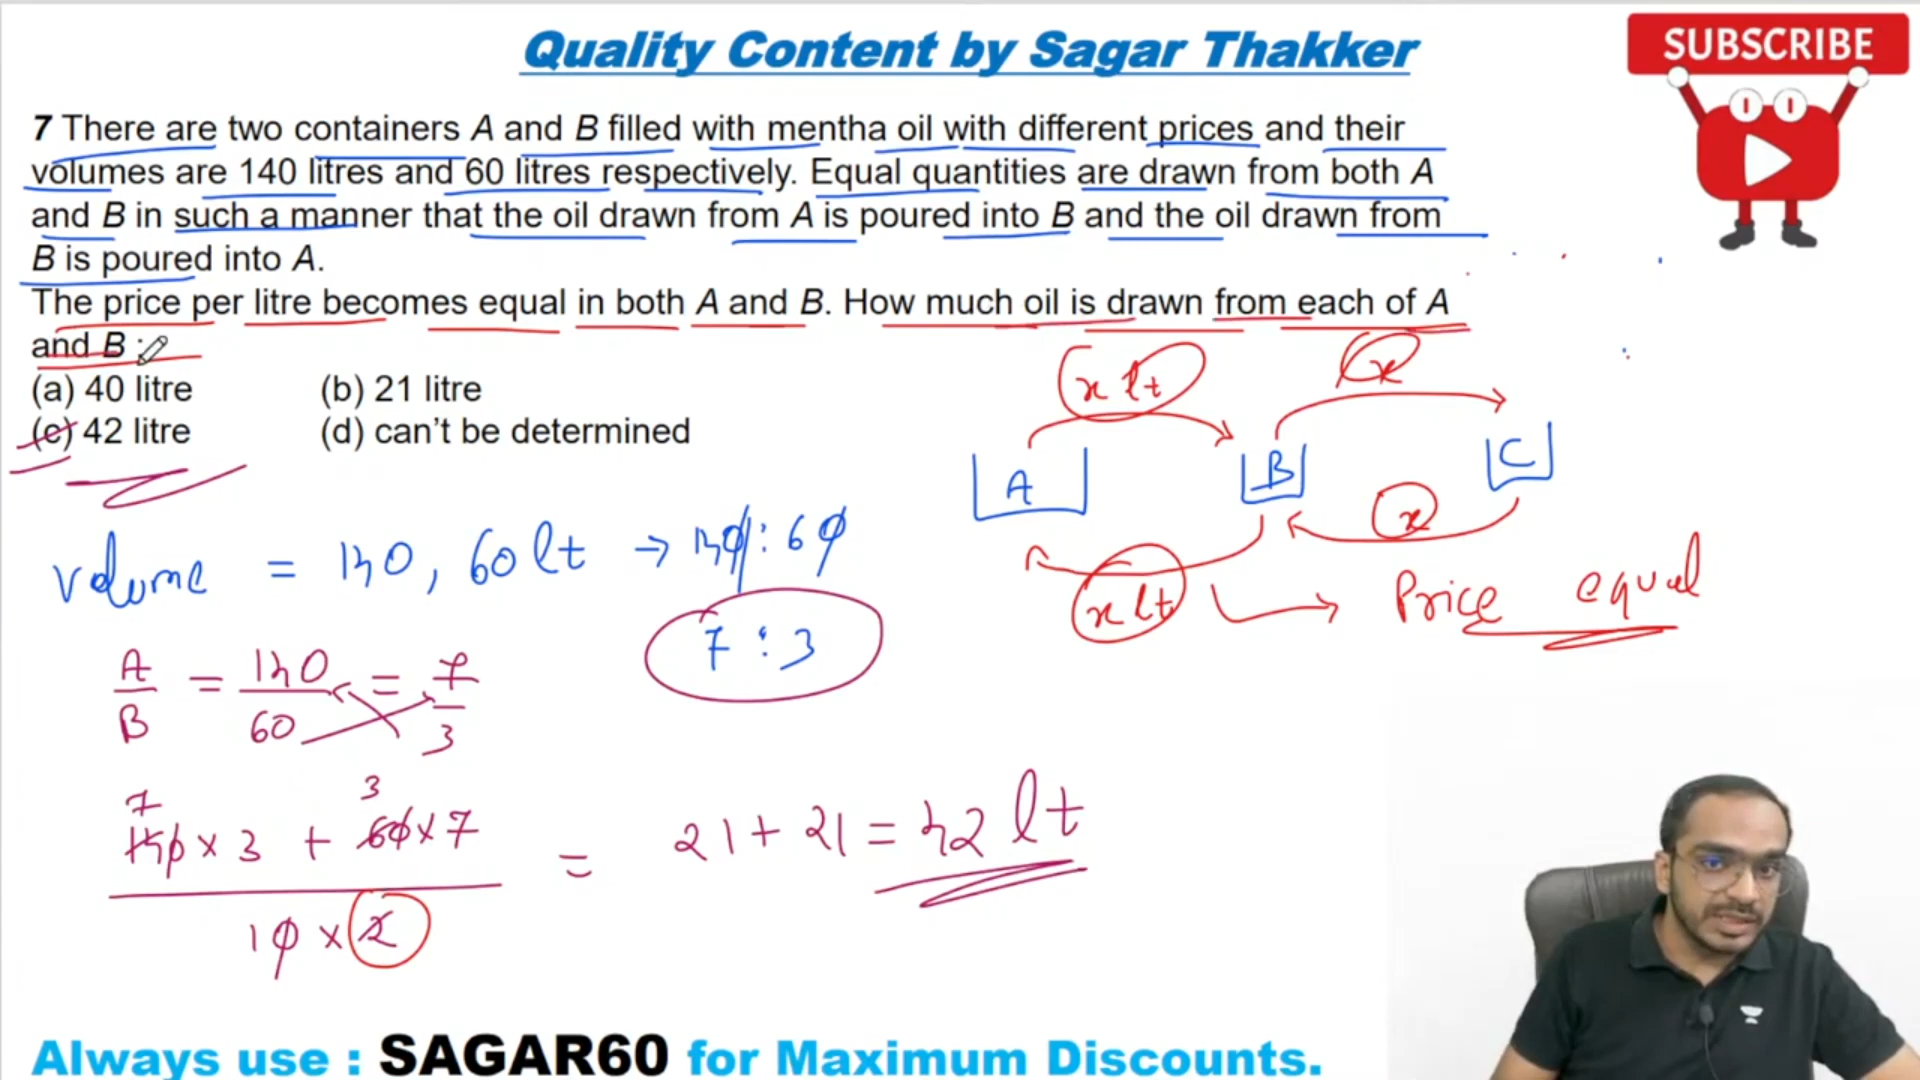 Quality Content by Sagar Thakker
SUBSCRIBE
7 There are two containers A and B filled with mentha oil with different prices and their
volumes are 140 litres and 60 litres respectively. Equal quantities are drawn from both A
and B in such a manner that the oil drawn from A is poured into B and the oil drawn from
B is poured into A.
The price per litre becomes equal in both A and B. How much oil is drawn from each of A
and B :
(a) 40 litre (b) 21 litre
(c) 42 litre (d) can't be determined
x lt x
A B C
x
x lt
Price equal
volume = 140, 60 lt → 140 : 60
7 : 3
A/B = 140/60 = 7/3
7 3
140 × 3 + 60 × 7
10 × 2
= 21 + 21 = 42 lt
Always use : SAGAR60 for Maximum Discounts.